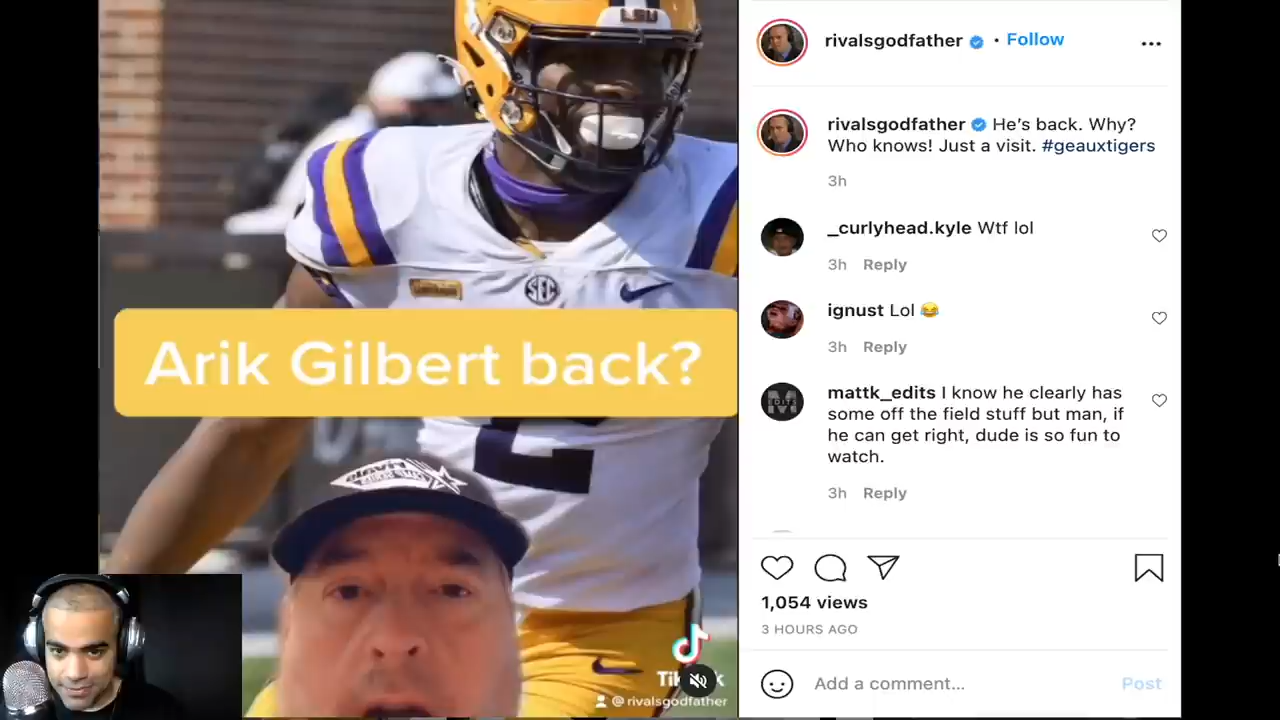 LSU
SEC
Arik Gilbert back?
@rivalsgodfather
rivalsgodfather • Follow
rivalsgodfather He's back. Why?
Who knows! Just a visit. #geauxtigers
3h
_curlyhead.kyle Wtf lol
3h Reply
ignust Lol 😂
3h Reply
mattk_edits I know he clearly has
some off the field stuff but man, if
he can get right, dude is so fun to
watch.
3h Reply
1,054 views
3 HOURS AGO
Add a comment... Post